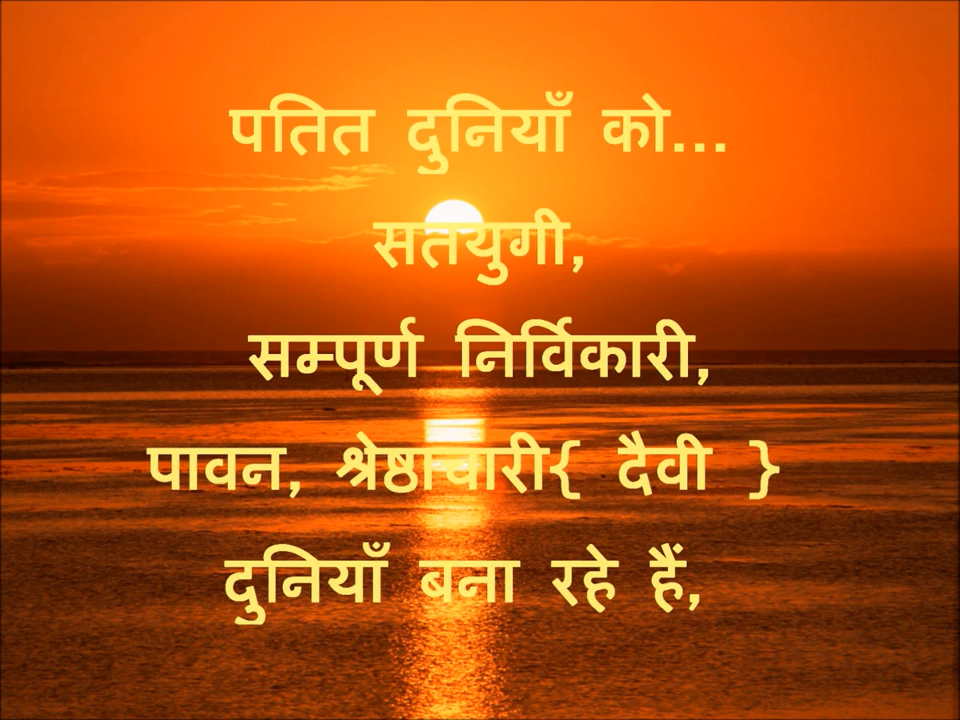 पतित दुनियाँ को...
सतयुगी,
सम्पूर्ण निर्विकारी,
पावन, श्रेष्ठाचारी{ दैवी }
दुनियाँ बना रहे हैं,